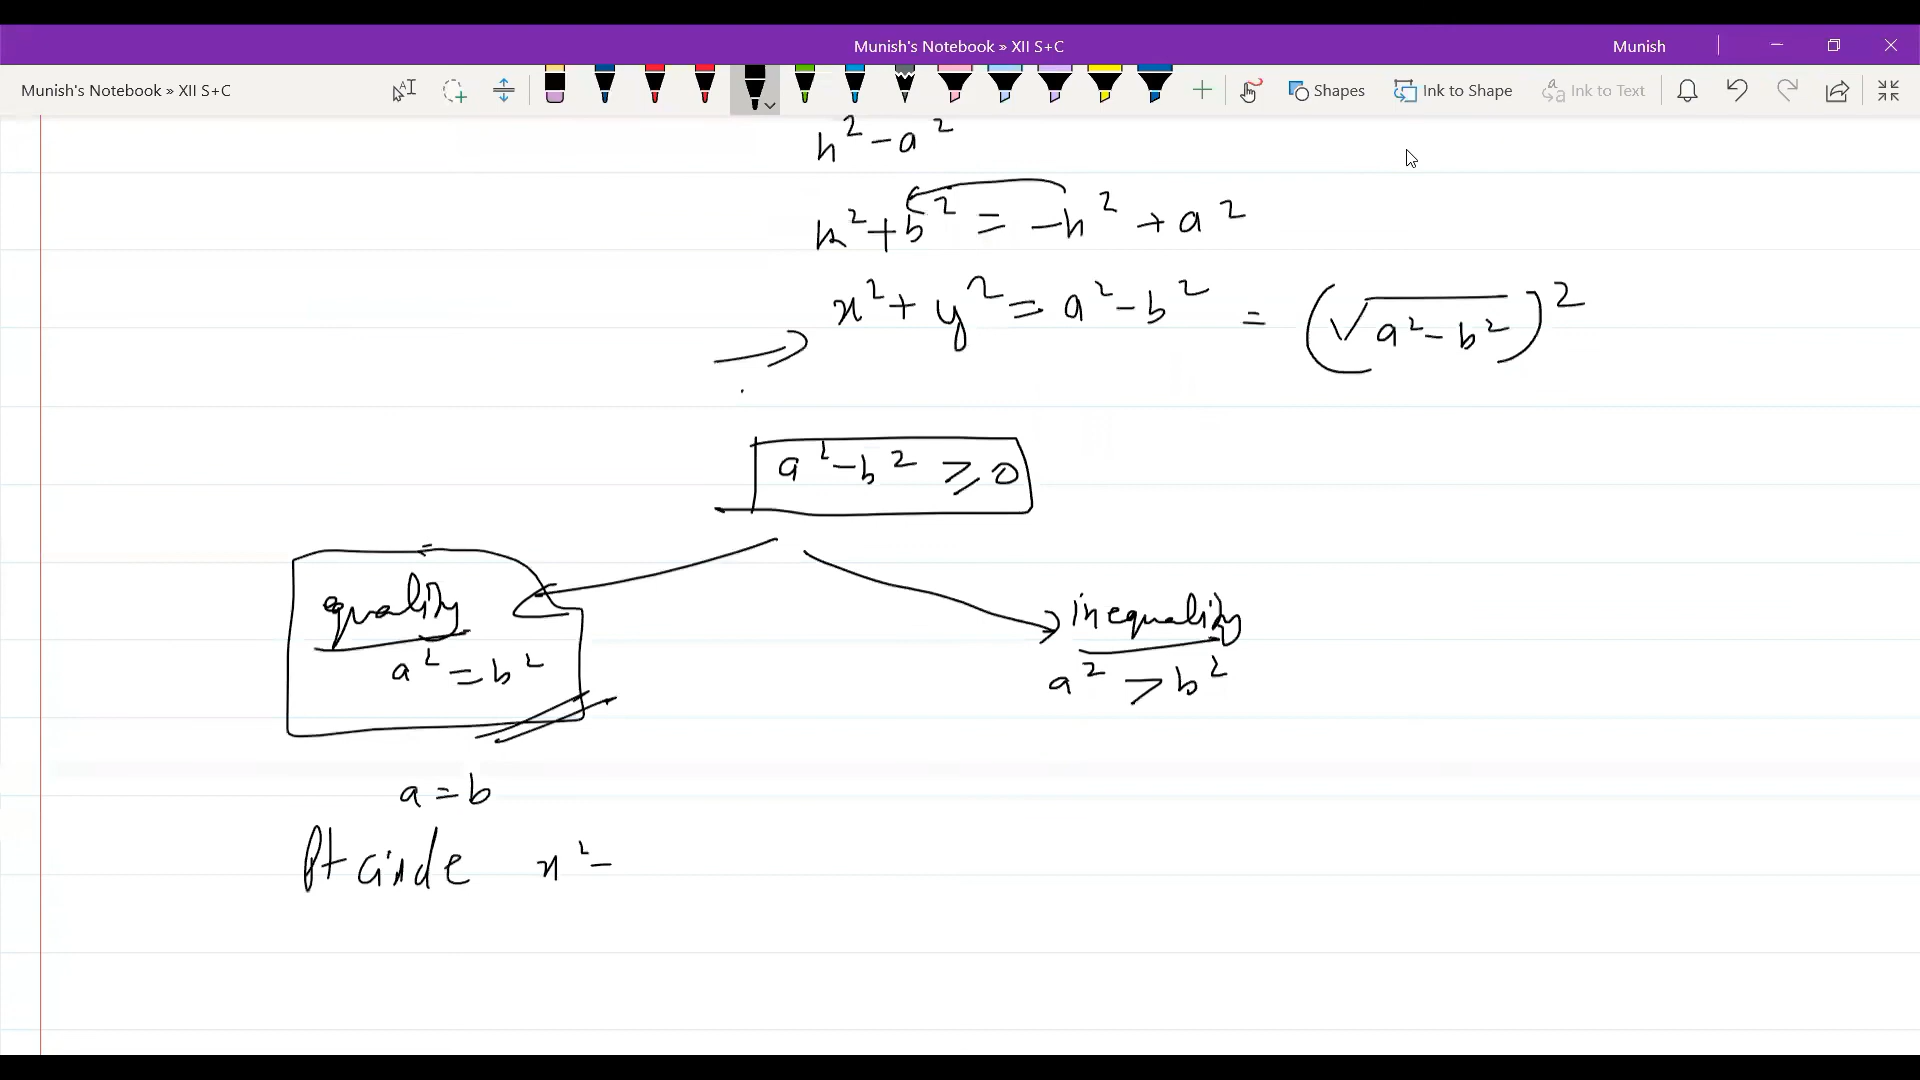 Munish's Notebook » XII S+C
Munish
Munish's Notebook » XII S+C
Shapes
Ink to Shape
Ink to Text
h² - a²
k² + b² = -h² + a²
x² + y² = a² - b² = (√a² - b²)²
a² - b² ≥ 0
equality
inequality
a² = b²
a² > b²
a = b
Pt circle x² -